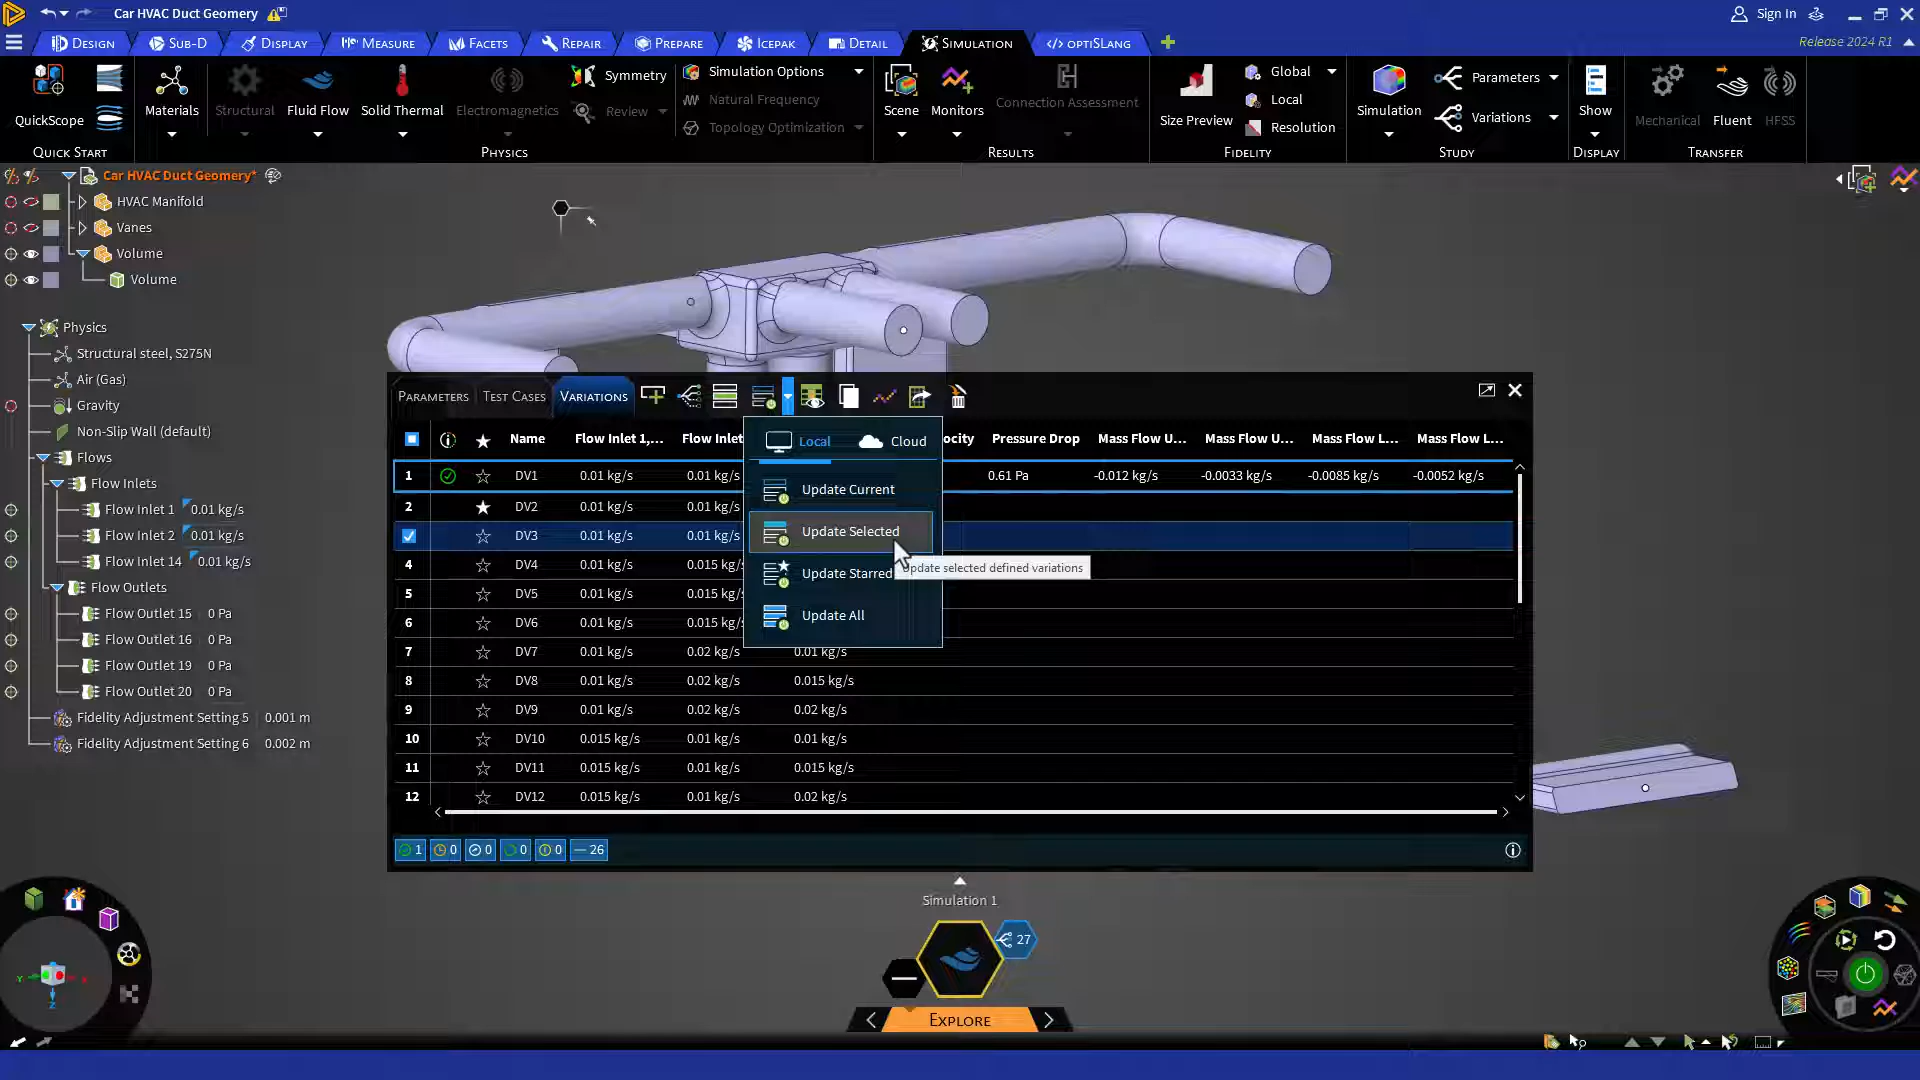 Car HVAC Duct Geometry
Sign In
DESIGN
SUB-D
DISPLAY
MEASURE
FACETS
REPAIR
PREPARE
ICEPAK
DETAIL
SIMULATION
OPTISLANG
Release 2024 R1
QuickScope
Materials
Structural
Fluid Flow
Solid Thermal
Electromagnetics
Symmetry
Review
Simulation Options
Natural Frequency
Topology Optimization
Scene
Monitors
Connection Assessment
Size Preview
Global
Local
Resolution
Simulation
Parameters
Variations
Show
Mechanical
Fluent
HFSS
QUICK START
PHYSICS
RESULTS
FIDELITY
STUDY
DISPLAY
TRANSFER
Car HVAC Duct Geometry*
HVAC Manifold
Vanes
Volume
Volume
Physics
Structural steel, S275N
Air (Gas)
Gravity
Non-Slip Wall (default)
Flows
Flow Inlets
Flow Inlet 1 0.01 kg/s
Flow Inlet 2 0.01 kg/s
Flow Inlet 14 0.01 kg/s
Flow Outlets
Flow Outlet 15 0 Pa
Flow Outlet 16 0 Pa
Flow Outlet 19 0 Pa
Flow Outlet 20 0 Pa
Fidelity Adjustment Setting 5 0.001 m
Fidelity Adjustment Setting 6 0.002 m
PARAMETERS TEST CASES VARIATIONS
Name Flow Inlet 1,... Flow Inlet ocity Pressure Drop Mass Flow U... Mass Flow U... Mass Flow L... Mass Flow L...
1 DV1 0.01 kg/s 0.01 kg/s 0.61 Pa -0.012 kg/s -0.0033 kg/s -0.0085 kg/s -0.0052 kg/s
2 DV2 0.01 kg/s 0.01 kg/s
DV3 0.01 kg/s 0.01 kg/s
4 DV4 0.01 kg/s 0.015 kg/s
5 DV5 0.01 kg/s 0.015 kg/s
6 DV6 0.01 kg/s 0.015 kg/s
7 DV7 0.01 kg/s 0.02 kg/s 0.01 kg/s
8 DV8 0.01 kg/s 0.02 kg/s 0.015 kg/s
9 DV9 0.01 kg/s 0.02 kg/s 0.02 kg/s
10 DV10 0.015 kg/s 0.01 kg/s 0.01 kg/s
11 DV11 0.015 kg/s 0.01 kg/s 0.015 kg/s
12 DV12 0.015 kg/s 0.01 kg/s 0.02 kg/s
Local Cloud
Update Current
Update Selected
Update Starred
Update All
Update selected defined variations
1 0 0 0 0 26
Simulation 1
27
EXPLORE
Y
X
Z